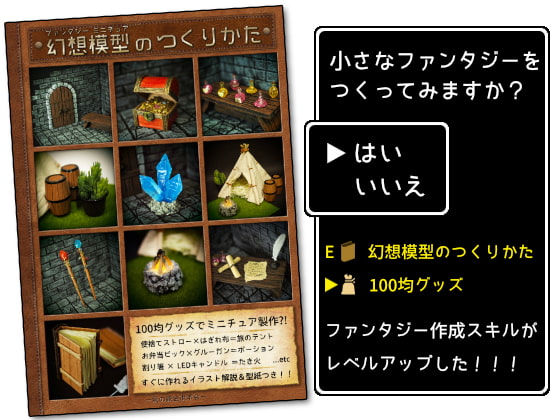 ファンタジー ミニチュア
幻想模型のつくりかた
100均グッズでミニチュア製作?!
使捨てストロー×はぎれ布=旅のテント
お弁当ピック×グルーガン=ポーション
割り箸 × LEDキャンドル =たき火 ...etc
すぐに作れるイラスト解説&型紙つき!!
小さなファンタジーを
つくってみますか?
▶ はい
いいえ
E 幻想模型のつくりかた
▶ 100均グッズ
ファンタジー作成スキルが
レベルアップした!!!